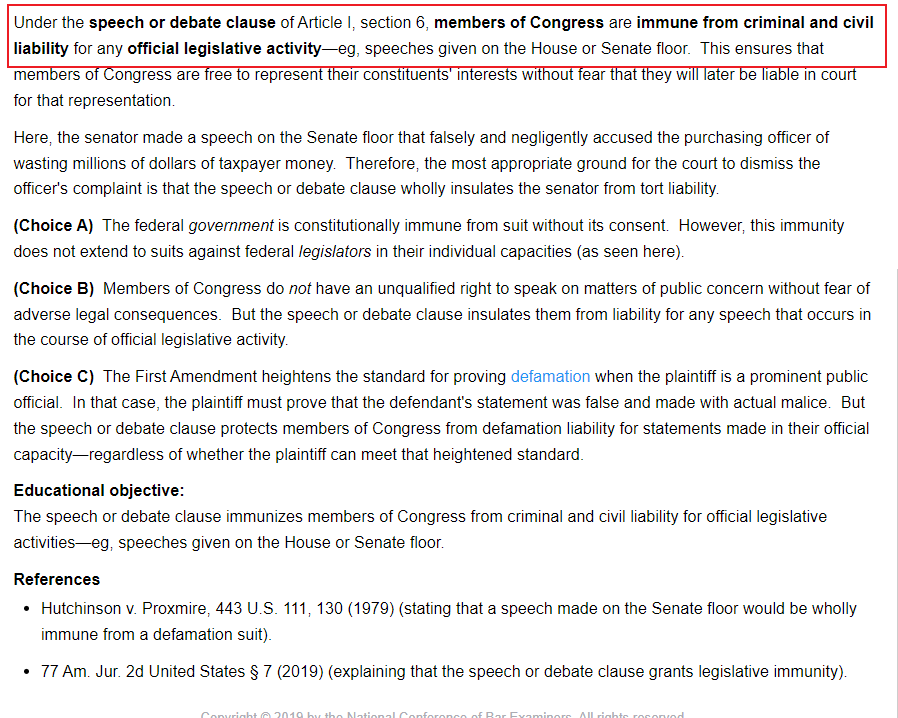 Under the speech or debate clause of Article I, section 6, members of Congress are immune from criminal and civil
liability for any official legislative activity—eg, speeches given on the House or Senate floor.  This ensures that
members of Congress are free to represent their constituents' interests without fear that they will later be liable in court
for that representation.
Here, the senator made a speech on the Senate floor that falsely and negligently accused the purchasing officer of
wasting millions of dollars of taxpayer money.  Therefore, the most appropriate ground for the court to dismiss the
officer's complaint is that the speech or debate clause wholly insulates the senator from tort liability.
(Choice A)  The federal government is constitutionally immune from suit without its consent.  However, this immunity
does not extend to suits against federal legislators in their individual capacities (as seen here).
(Choice B)  Members of Congress do not have an unqualified right to speak on matters of public concern without fear of
adverse legal consequences.  But the speech or debate clause insulates them from liability for any speech that occurs in
the course of official legislative activity.
(Choice C)  The First Amendment heightens the standard for proving defamation when the plaintiff is a prominent public
official.  In that case, the plaintiff must prove that the defendant's statement was false and made with actual malice.  But
the speech or debate clause protects members of Congress from defamation liability for statements made in their official
capacity—regardless of whether the plaintiff can meet that heightened standard.
Educational objective:
The speech or debate clause immunizes members of Congress from criminal and civil liability for official legislative
activities—eg, speeches given on the House or Senate floor.
References
• Hutchinson v. Proxmire, 443 U.S. 111, 130 (1979) (stating that a speech made on the Senate floor would be wholly
immune from a defamation suit).
• 77 Am. Jur. 2d United States § 7 (2019) (explaining that the speech or debate clause grants legislative immunity).
Copyright © 2019 by the National Conference of Bar Examiners. All rights reserved.